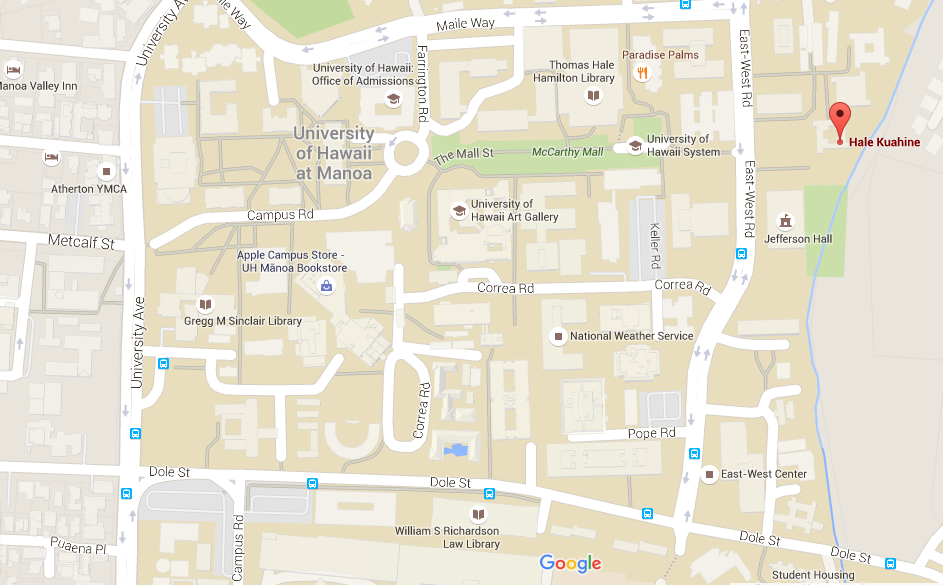 University Ave
Maile Way
Maile Way
University of Hawaii:
Office of Admissions
Farrington Rd
Thomas Hale
Hamilton Library
Paradise Palms
East-West Rd
Manoa Valley Inn
University
of Hawaii
at Manoa
The Mall St
McCarthy Mall
University of
Hawaii System
Hale Kuahine
Atherton YMCA
East-West Rd
Campus Rd
University of
Hawaii Art Gallery
Keller Rd
Jefferson Hall
Metcalf St
Apple Campus Store -
UH Mānoa Bookstore
Correa Rd
Correa Rd
University Ave
Gregg M Sinclair Library
National Weather Service
Correa Rd
Pope Rd
Dole St
Dole St
East-West Center
Campus Rd
William S Richardson
Law Library
Puaena Pl
Dole St
Dole St
Google
Student Housing